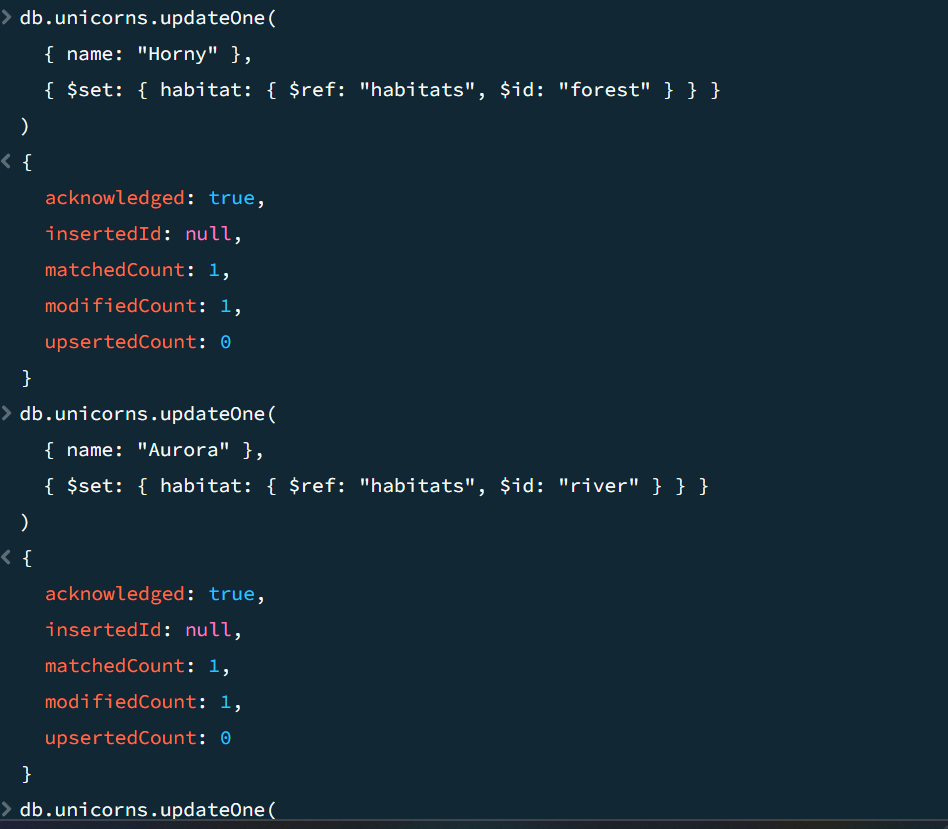 > db.unicorns.updateOne(
{ name: "Horny" },
{ $set: { habitat: { $ref: "habitats", $id: "forest" } } }
)
< {
acknowledged: true,
insertedId: null,
matchedCount: 1,
modifiedCount: 1,
upsertedCount: 0
}
> db.unicorns.updateOne(
{ name: "Aurora" },
{ $set: { habitat: { $ref: "habitats", $id: "river" } } }
)
< {
acknowledged: true,
insertedId: null,
matchedCount: 1,
modifiedCount: 1,
upsertedCount: 0
}
> db.unicorns.updateOne(